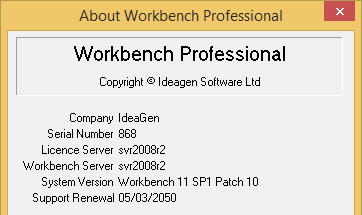 About Workbench Professional
Workbench Professional
Copyright © Ideagen Software Ltd
Company IdeaGen
Serial Number 868
Licence Server svr2008r2
Workbench Server svr2008r2
System Version Workbench 11 SP1 Patch 10
Support Renewal 05/03/2050